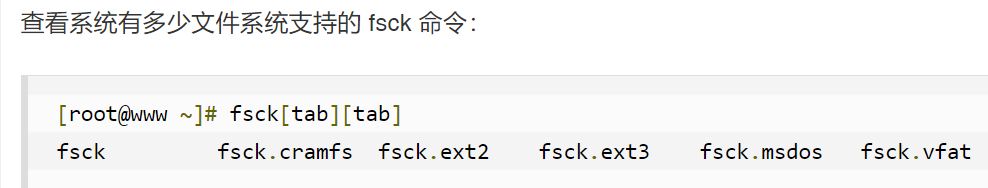 查看系统有多少文件系统支持的 fsck 命令：
[root@www ~]# fsck[tab][tab]
fsck         fsck.cramfs  fsck.ext2    fsck.ext3    fsck.msdos   fsck.vfat